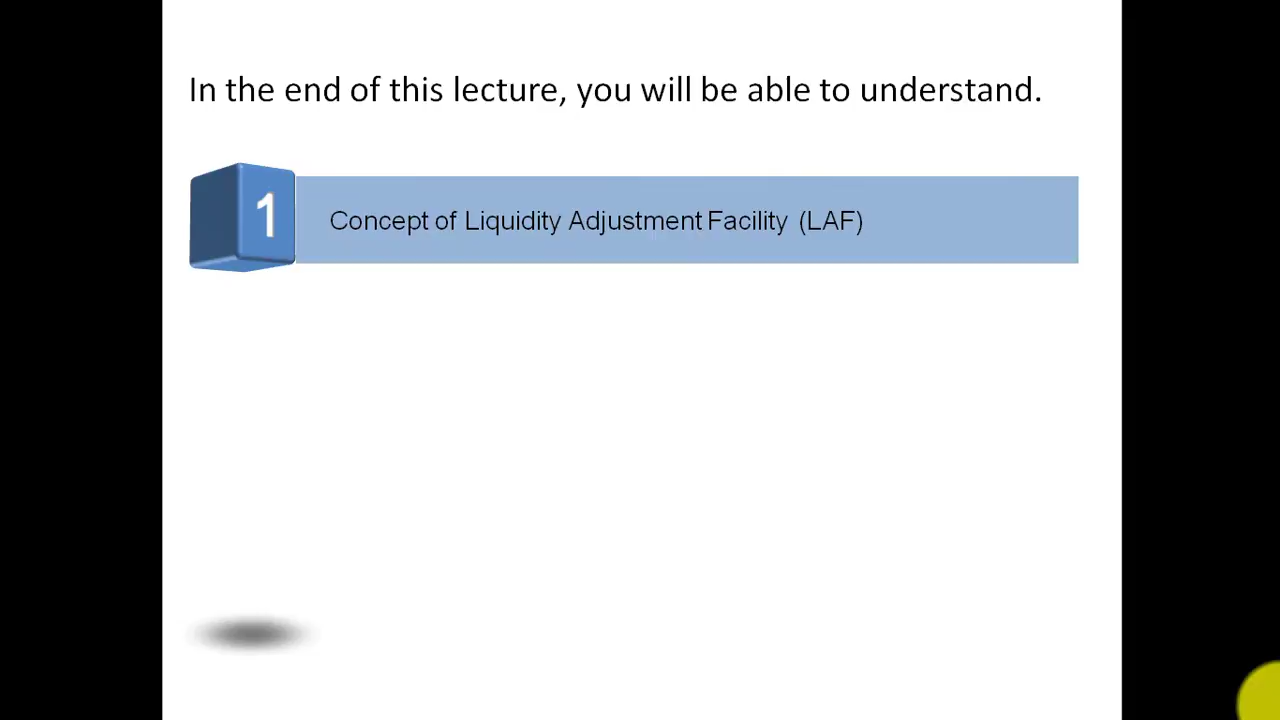 In the end of this lecture, you will be able to understand.
1
Concept of Liquidity Adjustment Facility (LAF)